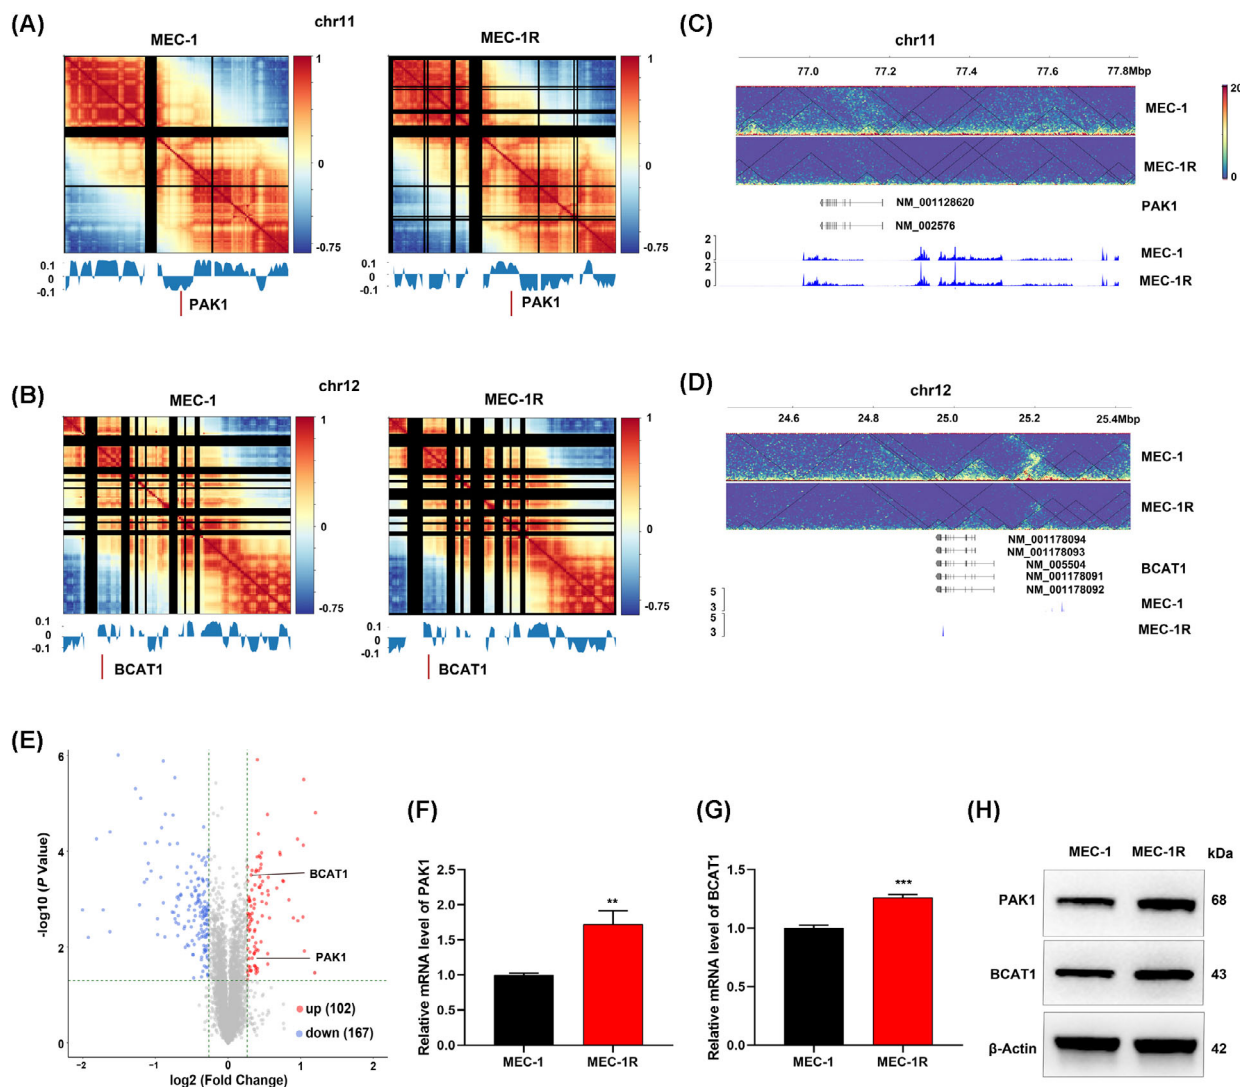 (A)
chr11
MEC-1
MEC-1R
1
0
-0.75
1
0
-0.75
0.1
0
-0.1
PAK1
0.1
0
-0.1
PAK1
(B)
chr12
MEC-1
MEC-1R
1
0
-0.75
1
0
-0.75
0.1
0
-0.1
BCAT1
0.1
0
-0.1
BCAT1
(C)
chr11
77.0 77.2 77.4 77.6 77.8Mbp
MEC-1
MEC-1R
20
0
NM_001128620
NM_002576
PAK1
2
0
MEC-1
2
0
MEC-1R
(D)
chr12
24.6 24.8 25.0 25.2 25.4Mbp
MEC-1
MEC-1R
NM_001178094
NM_001178093
NM_005504
NM_001178091
NM_001178092
BCAT1
5
3
MEC-1
5
3
MEC-1R
(E)
-log10 (P Value)
6
4
2
0
BCAT1
PAK1
up (102)
down (167)
−2 −1 0 1 2
log2 (Fold Change)
(F)
Relative mRNA level of PAK1
2.5
2.0
1.5
1.0
0.5
0.0
**
MEC-1 MEC-1R
(G)
Relative mRNA level of BCAT1
1.5
1.0
0.5
0.0
***
MEC-1 MEC-1R
(H)
MEC-1 MEC-1R kDa
PAK1 68
BCAT1 43
β-Actin 42